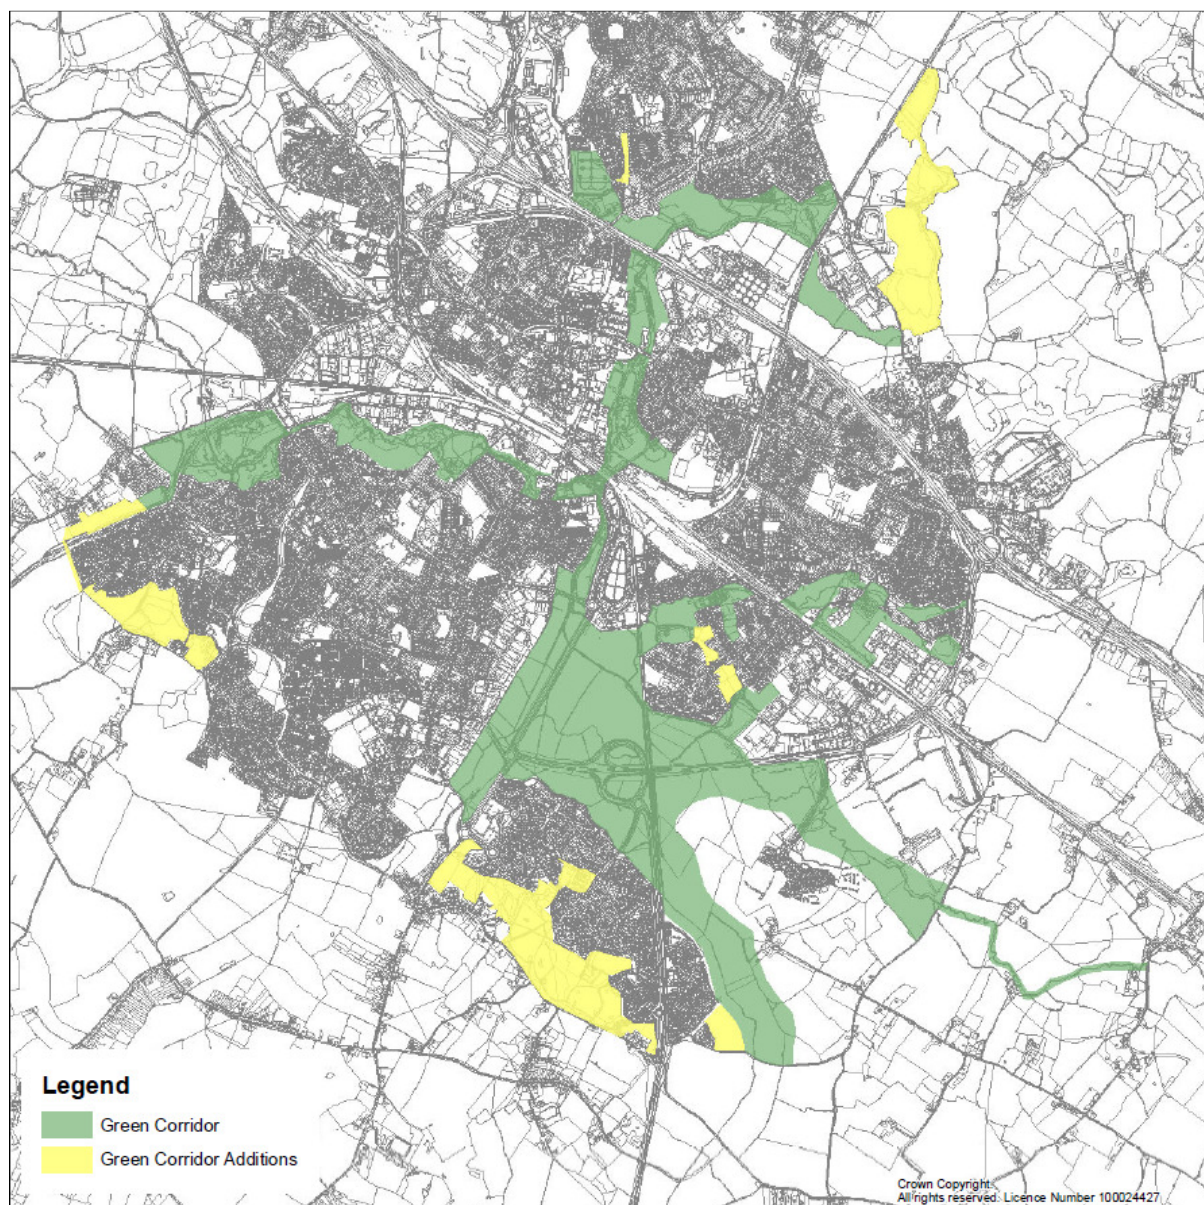 Legend
Green Corridor
Green Corridor Additions
Crown Copyright.
All rights reserved. Licence Number 100024427